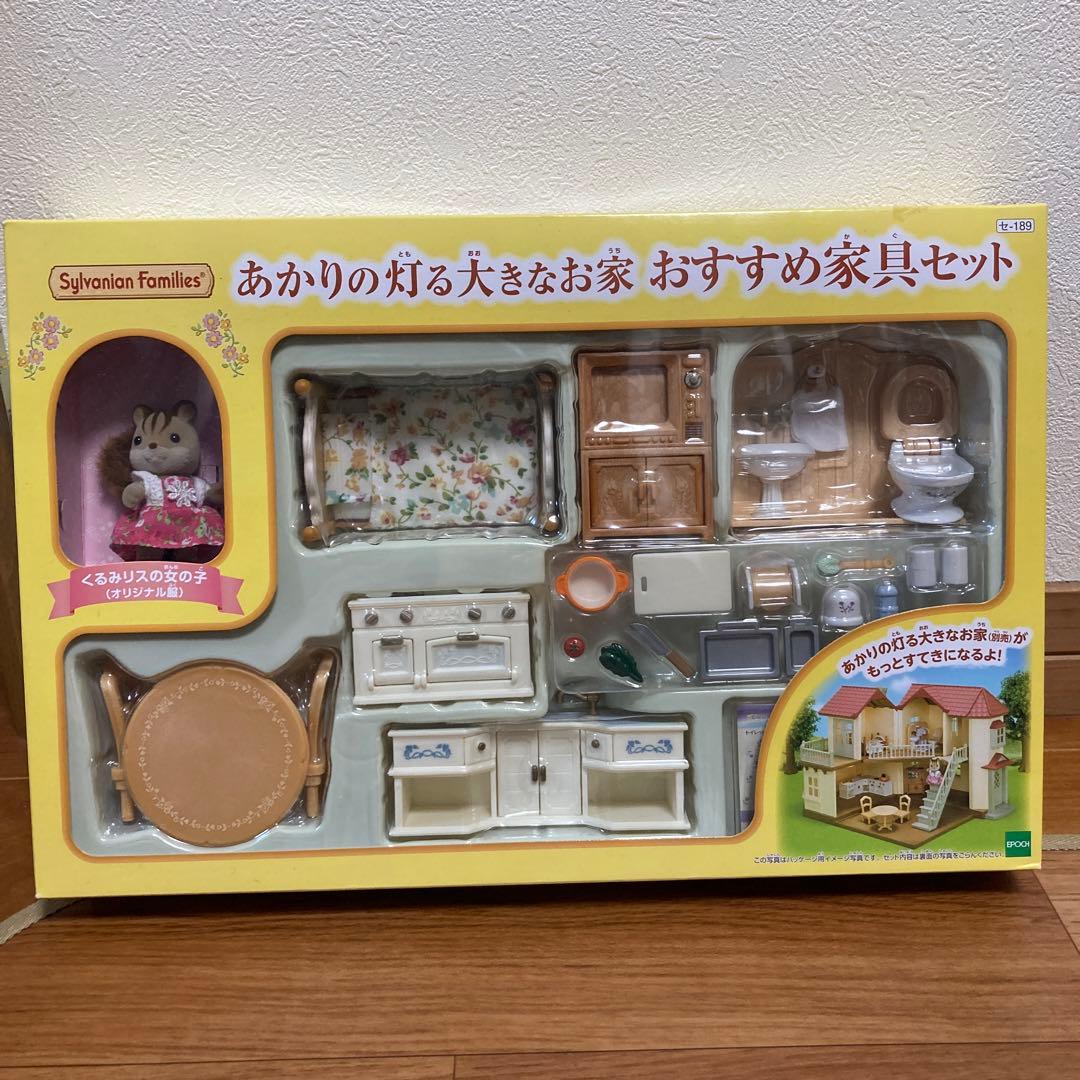 セ-189
Sylvanian Families®
あかりの灯る大きなお家 おすすめ家具セット
くるみリスの女の子
(オリジナル服)
あかりの灯る大きなお家(別売)が
もっとすてきになるよ!
EPOCH
この写真はパッケージ用イメージ写真です。セット内容は裏面の写真をごらんください。